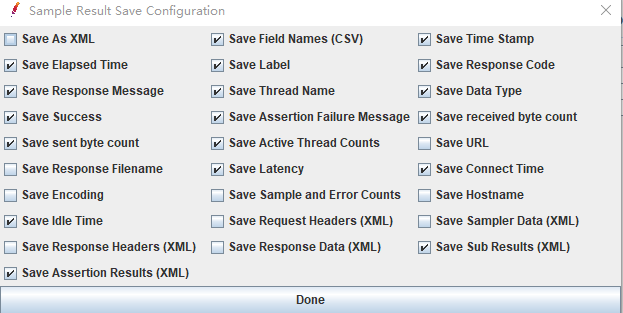 Sample Result Save Configuration
Save As XML Save Field Names (CSV) Save Time Stamp
Save Elapsed Time Save Label Save Response Code
Save Response Message Save Thread Name Save Data Type
Save Success Save Assertion Failure Message Save received byte count
Save sent byte count Save Active Thread Counts Save URL
Save Response Filename Save Latency Save Connect Time
Save Encoding Save Sample and Error Counts Save Hostname
Save Idle Time Save Request Headers (XML) Save Sampler Data (XML)
Save Response Headers (XML) Save Response Data (XML) Save Sub Results (XML)
Save Assertion Results (XML)
Done